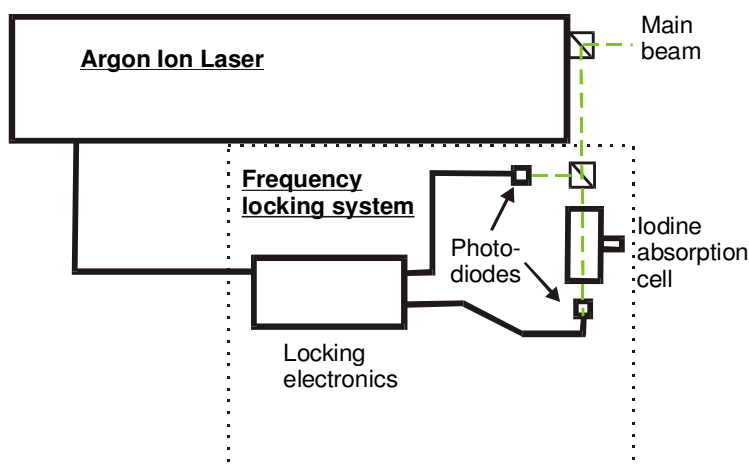 Main
beam
Argon Ion Laser
Frequency
locking system
Photo-
diodes
Iodine
absorption
cell
Locking
electronics